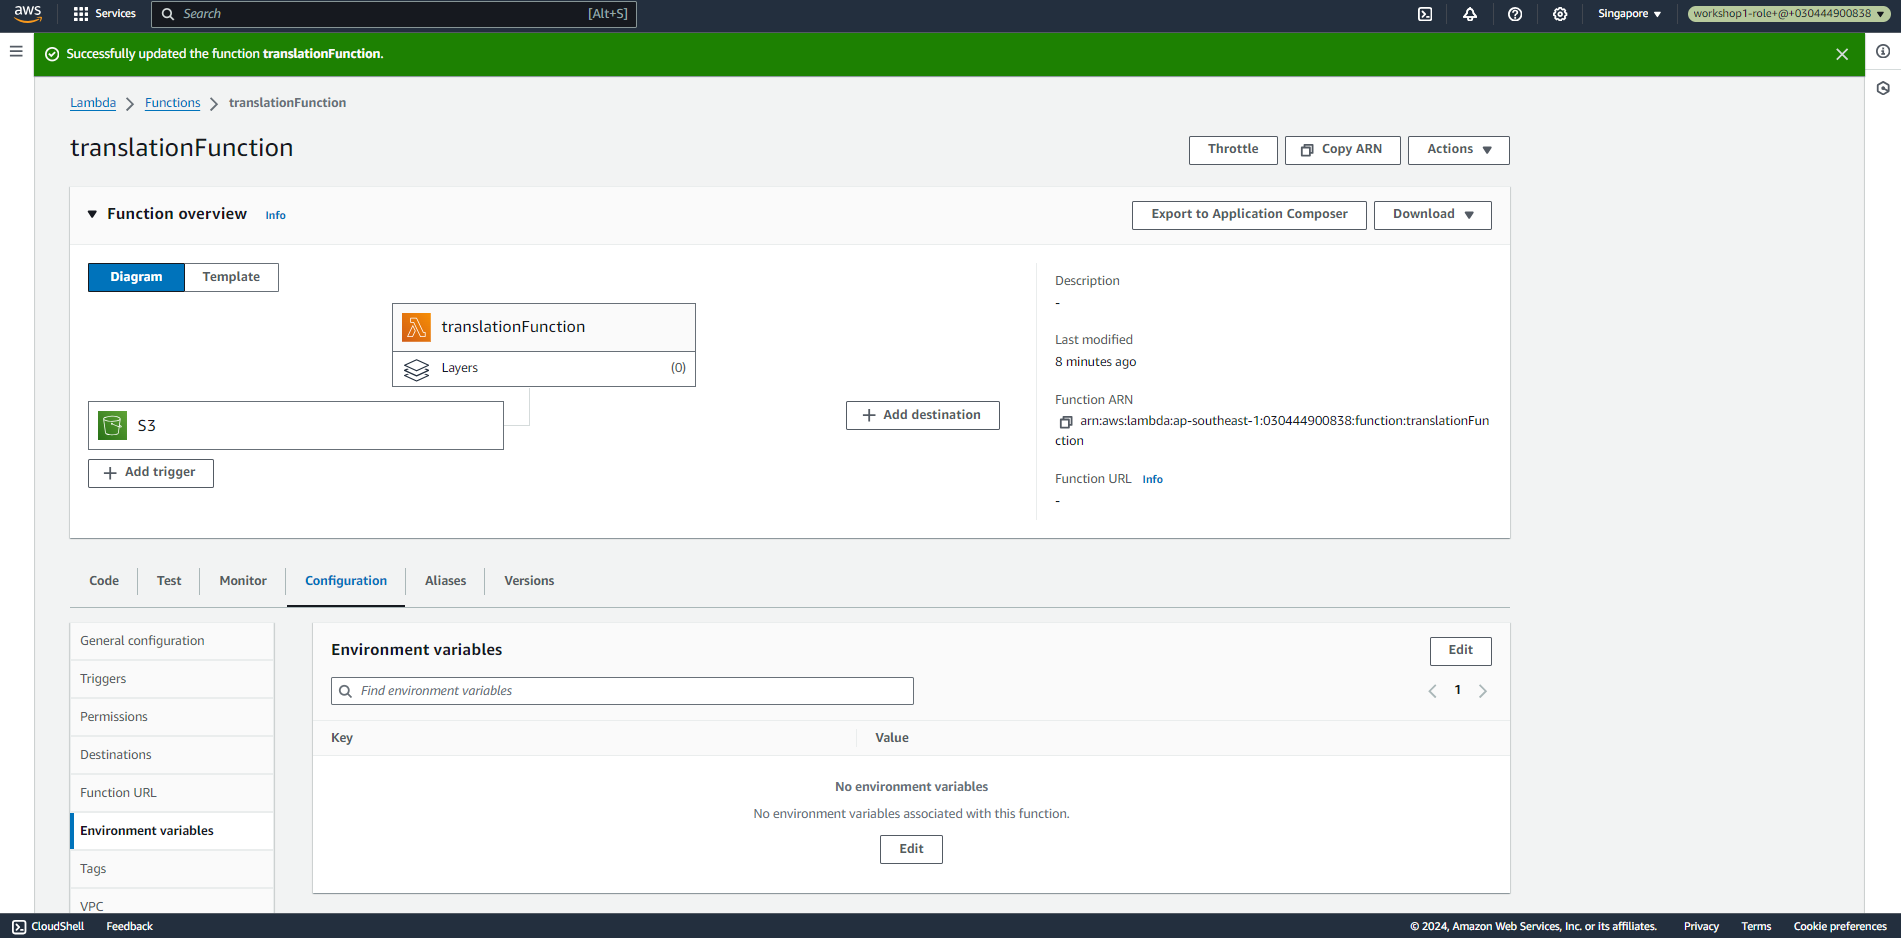 aws
Services
Search
[Alt+S]
Singapore
workshop1-role+@+030444900838
Successfully updated the function translationFunction.
Lambda
Functions
translationFunction
translationFunction
Throttle
Copy ARN
Actions
Function overview
Info
Export to Application Composer
Download
Diagram
Template
translationFunction
Layers
(0)
S3
Add trigger
Add destination
Description
-
Last modified
8 minutes ago
Function ARN
arn:aws:lambda:ap-southeast-1:030444900838:function:translationFun
ction
Function URL
Info
-
Code
Test
Monitor
Configuration
Aliases
Versions
General configuration
Triggers
Permissions
Destinations
Function URL
Environment variables
Tags
VPC
Environment variables
Edit
Find environment variables
1
Key
Value
No environment variables
No environment variables associated with this function.
Edit
CloudShell
Feedback
© 2024, Amazon Web Services, Inc. or its affiliates.
Privacy
Terms
Cookie preferences